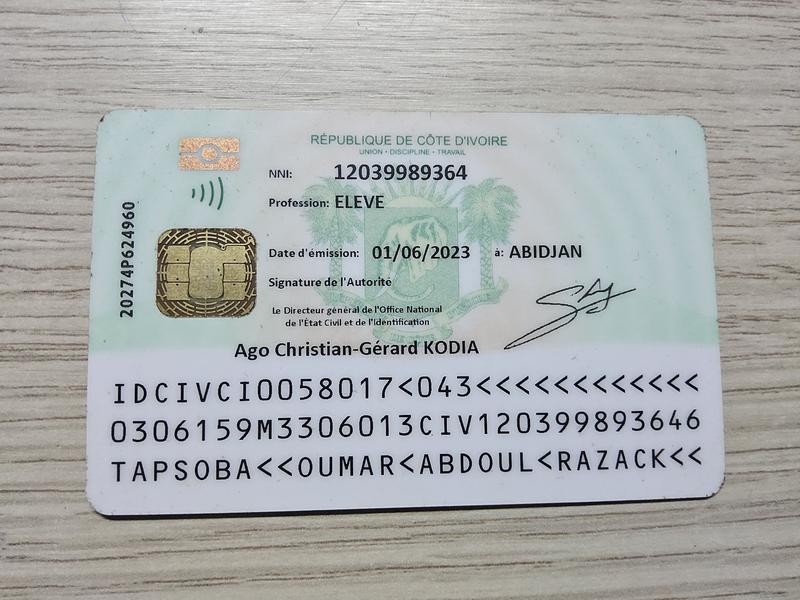 RÉPUBLIQUE DE CÔTE D'IVOIRE
UNION - DISCIPLINE - TRAVAIL
NNI: 12039989364
Profession: ELEVE
Date d'émission: 01/06/2023 à: ABIDJAN
Signature de l'Autorité
Le Directeur général de l'Office National
de l'État Civil et de l'Identification
Ago Christian-Gérard KODIA
20274P624960
IDCIVCI0058017<043<<<<<<<<<<<<
0306159M3306013CIV120399893646
TAPSOBA<<OUMAR<ABDOUL<RAZACK<<